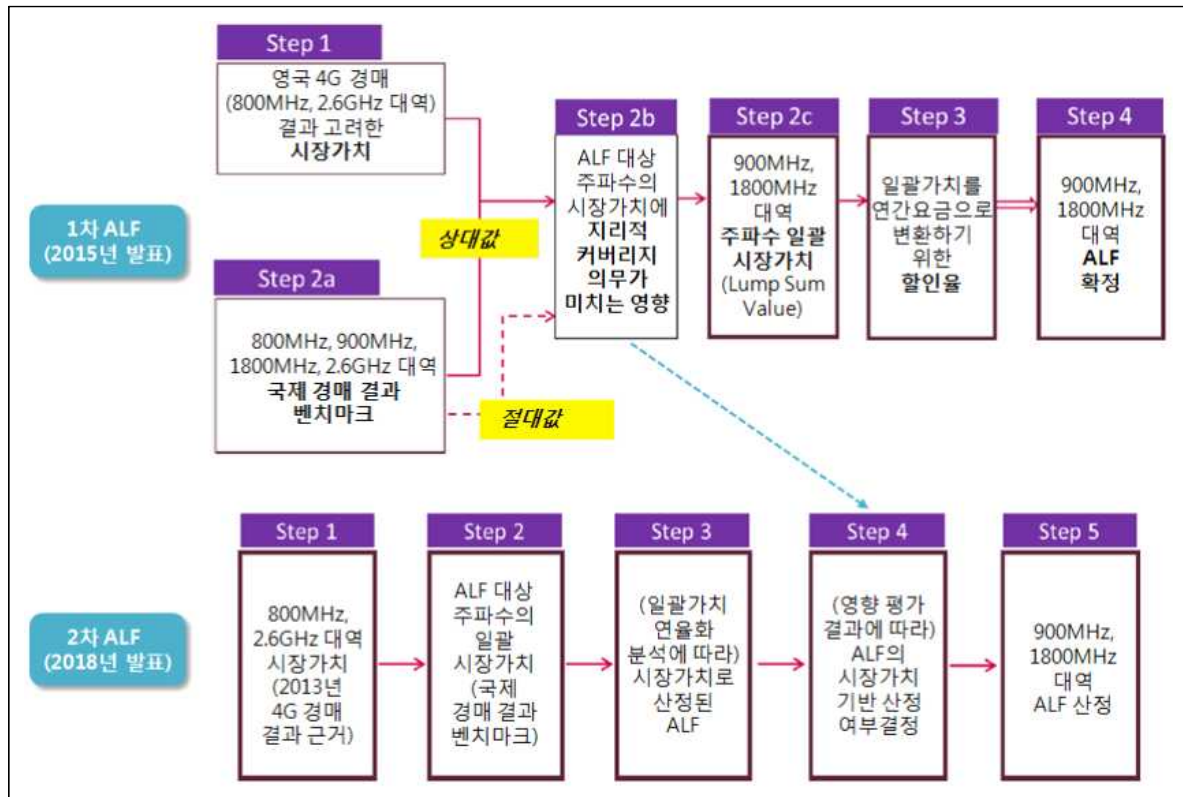 Step 1
영국 4G 경매
(800MHz, 2.6GHz 대역)
결과 고려한
시장가치
Step 2a
800MHz, 900MHz,
1800MHz, 2.6GHz 대역
국제 경매 결과
벤치마크
1차 ALF
(2015년 발표)
상대값
절대값
Step 2b
ALF 대상
주파수의
시장가치에
지리적
커버리지
의무가
미치는 영향
Step 2c
900MHz,
1800MHz
대역
주파수 일괄
시장가치
(Lump Sum
Value)
Step 3
일괄가치를
연간요금으로
변환하기
위한
할인율
Step 4
900MHz,
1800MHz
대역
ALF
확정
2차 ALF
(2018년 발표)
Step 1
800MHz,
2.6GHz 대역
시장가치
(2013년
4G 경매
결과 근거)
Step 2
ALF 대상
주파수의
일괄
시장가치
(국제
경매 결과
벤치마크)
Step 3
(일괄가치
연율화
분석에 따라)
시장가치로
산정된
ALF
Step 4
(영향 평가
결과에 따라)
ALF의
시장가치
기반 산정
여부결정
Step 5
900MHz,
1800MHz
대역
ALF 산정